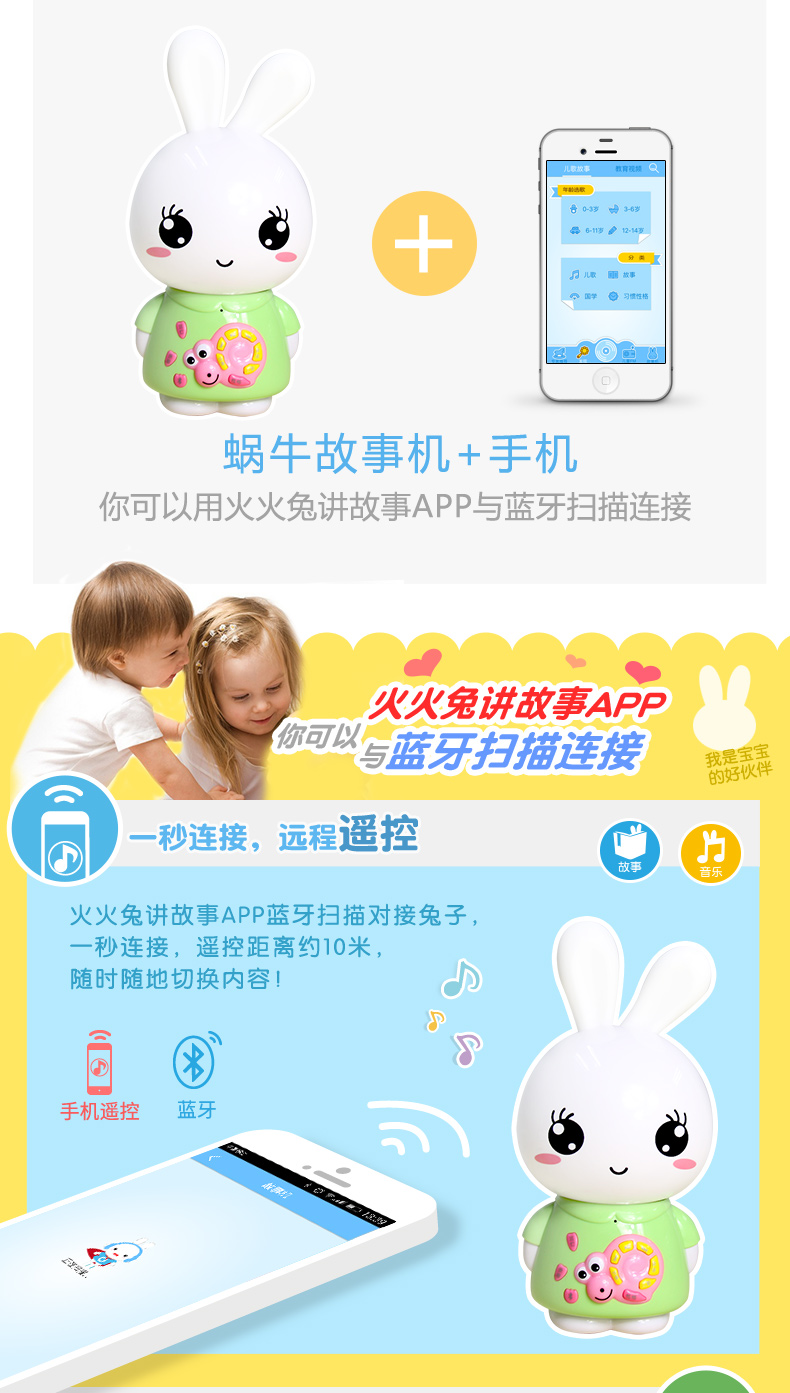 儿歌故事
教育视频
年龄选歌
0-3岁
3-6岁
6-11岁
12-14岁
分 类
儿歌
故事
国学
习惯性格
蜗牛故事机+手机
你可以用火火兔讲故事APP与蓝牙扫描连接
火火兔讲故事APP
你可以
与蓝牙扫描连接
我是宝宝
的好伙伴
一秒连接，远程遥控
故事
音乐
火火兔讲故事APP蓝牙扫描对接兔子，
一秒连接，遥控距离约10米，
随时随地切换内容！
手机遥控
蓝牙
13:39